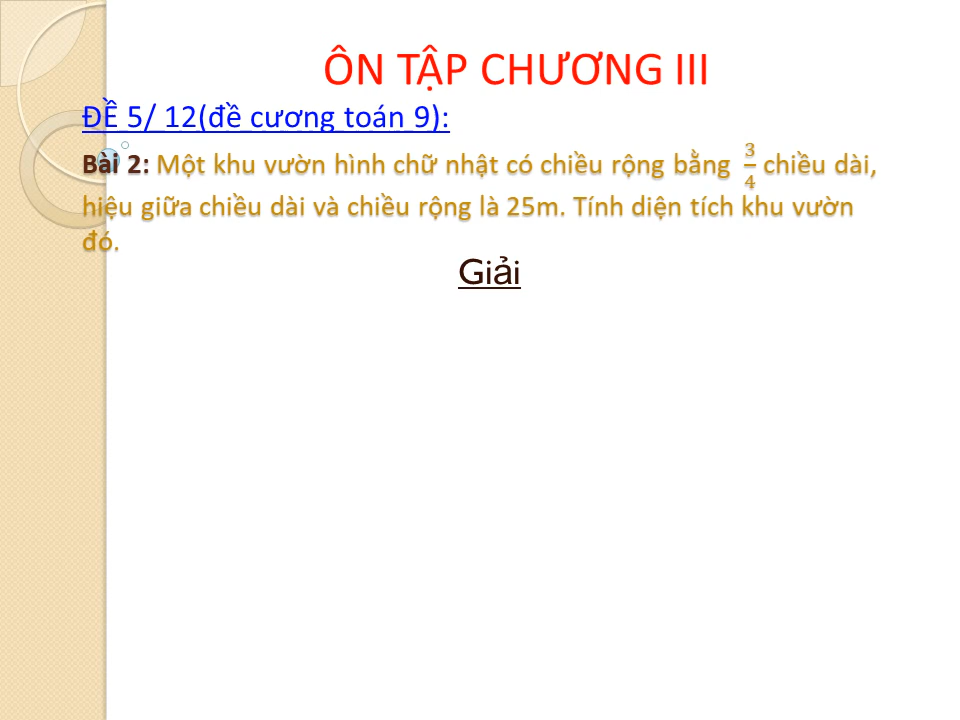 ÔN TẬP CHƯƠNG III
ĐỀ 5/ 12(đề cương toán 9):
Bài 2: Một khu vườn hình chữ nhật có chiều rộng bằng 3/4 chiều dài,
hiệu giữa chiều dài và chiều rộng là 25m. Tính diện tích khu vườn
đó.
Giải